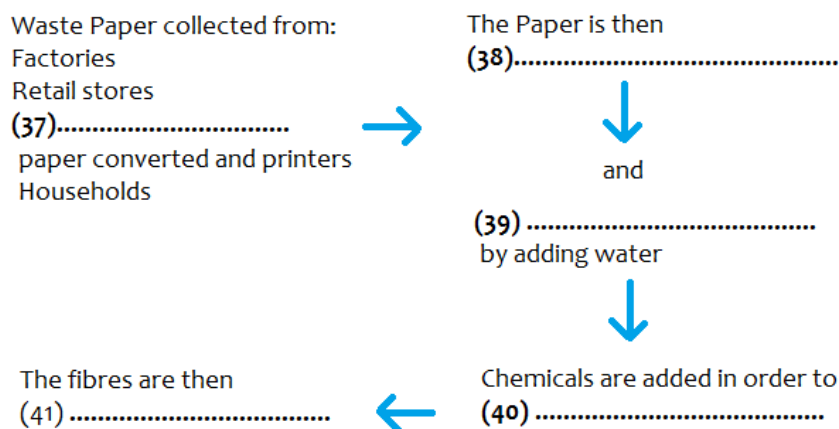 Waste Paper collected from:
Factories
Retail stores
(37).................................
paper converted and printers
Households
The Paper is then
(38)..............................................
and
(39) .........................................
by adding water
Chemicals are added in order to
(40) .........................................
The fibres are then
(41) .....................................